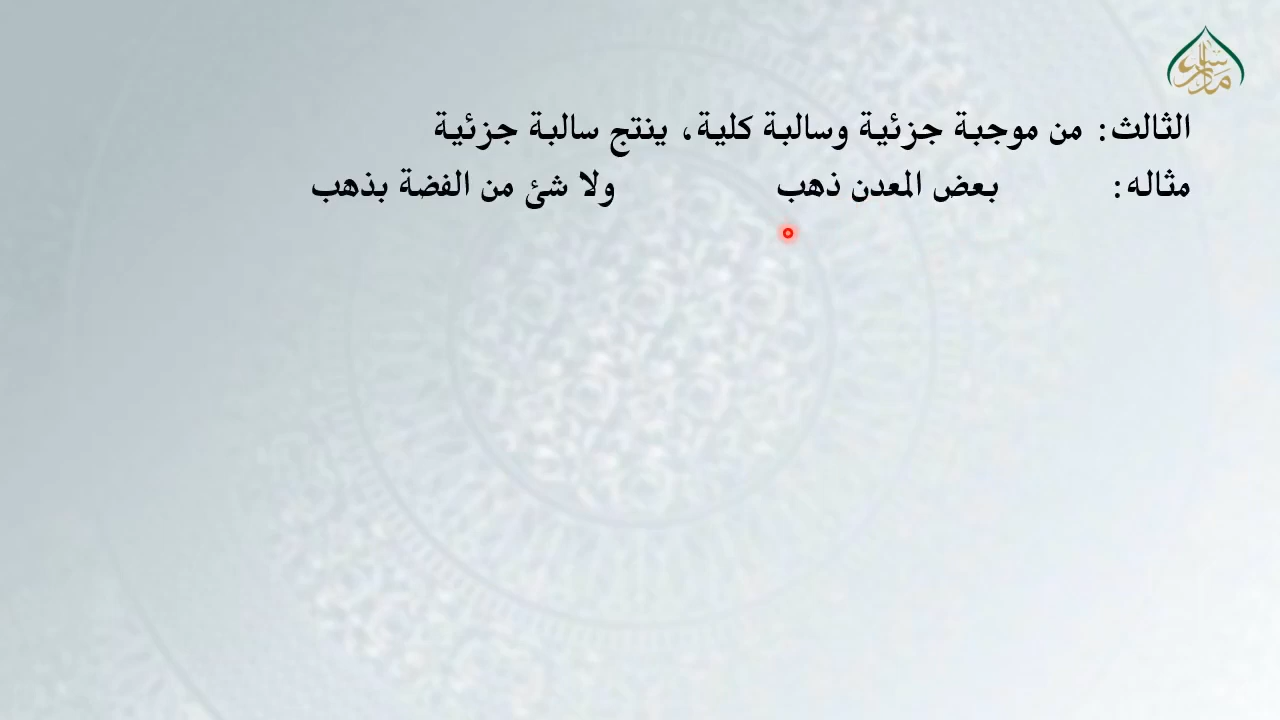 الثالث: من موجبة جزئية وسالبة كلية، ينتج سالبة جزئية
مثاله: بعض المعدن ذهب ولا شئ من الفضة بذهب